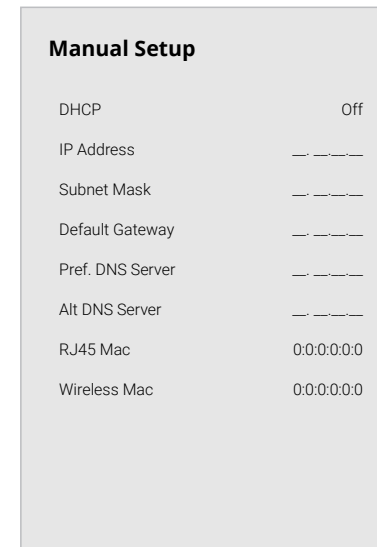 Manual Setup
DHCP Off
IP Address __. __.__.__
Subnet Mask __. __.__.__
Default Gateway __. __.__.__
Pref. DNS Server __. __.__.__
Alt DNS Server __. __.__.__
RJ45 Mac 0:0:0:0:0:0
Wireless Mac 0:0:0:0:0:0